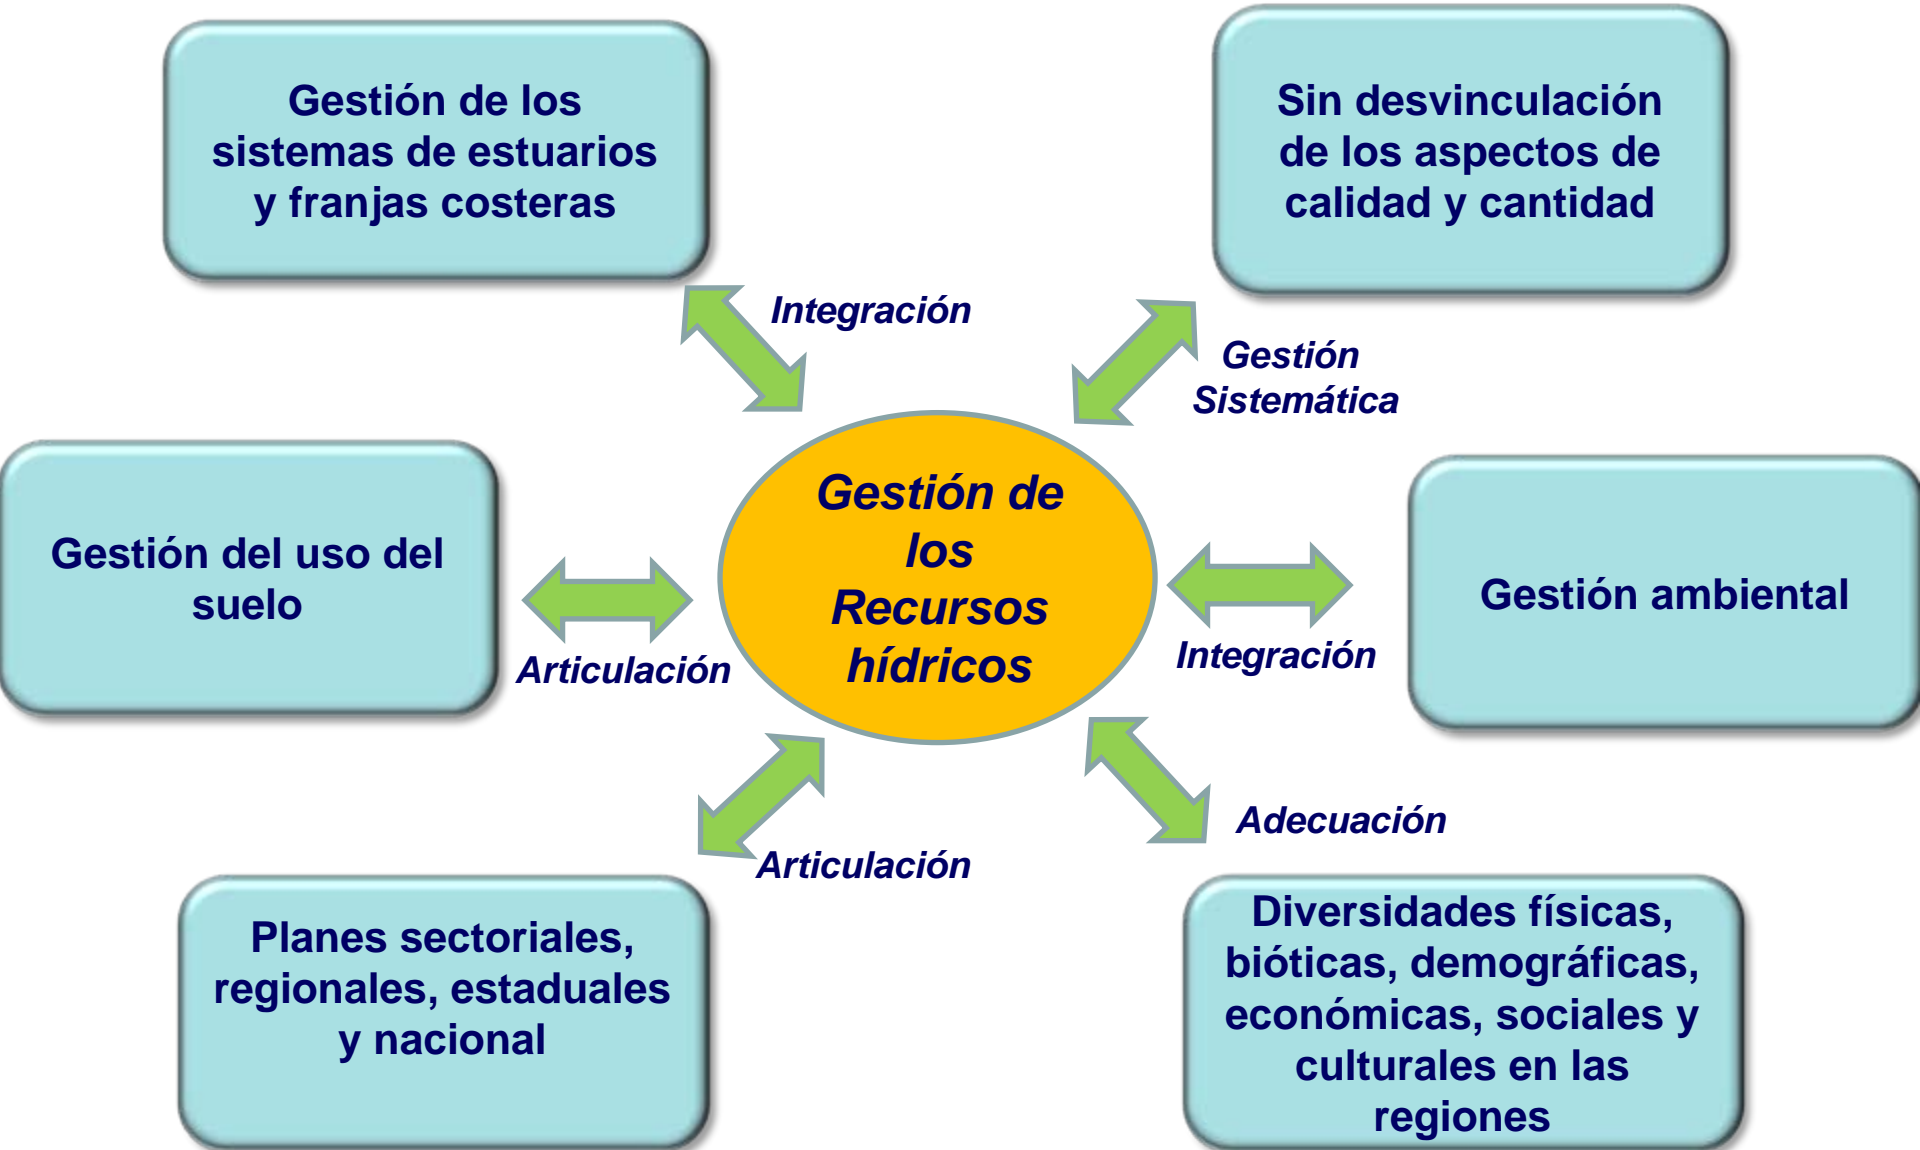 Gestión de los
sistemas de estuarios
y franjas costeras
Sin desvinculación
de los aspectos de
calidad y cantidad
Integración
Gestión
Sistemática
Gestión del uso del
suelo
Articulación
Gestión de
los
Recursos
hídricos
Gestión ambiental
Integración
Articulación
Adecuación
Planes sectoriales,
regionales, estaduales
y nacional
Diversidades físicas,
bióticas, demográficas,
económicas, sociales y
culturales en las
regiones